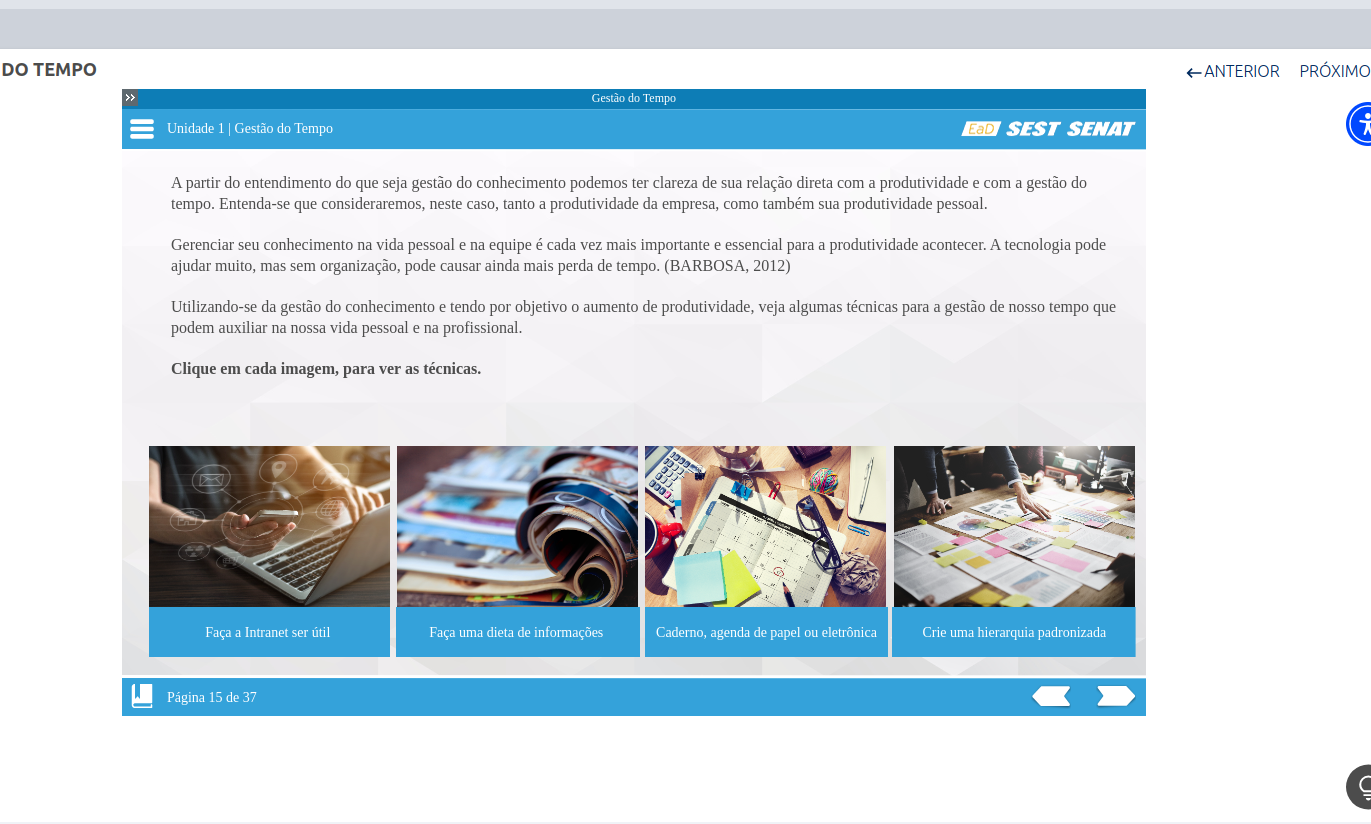 DO TEMPO
ANTERIOR PRÓXIMO
Gestão do Tempo
Unidade 1 | Gestão do Tempo
EaD SEST SENAT
A partir do entendimento do que seja gestão do conhecimento podemos ter clareza de sua relação direta com a produtividade e com a gestão do
tempo. Entenda-se que consideraremos, neste caso, tanto a produtividade da empresa, como também sua produtividade pessoal.
Gerenciar seu conhecimento na vida pessoal e na equipe é cada vez mais importante e essencial para a produtividade acontecer. A tecnologia pode
ajudar muito, mas sem organização, pode causar ainda mais perda de tempo. (BARBOSA, 2012)
Utilizando-se da gestão do conhecimento e tendo por objetivo o aumento de produtividade, veja algumas técnicas para a gestão de nosso tempo que
podem auxiliar na nossa vida pessoal e na profissional.
Clique em cada imagem, para ver as técnicas.
Faça a Intranet ser útil
Faça uma dieta de informações
Caderno, agenda de papel ou eletrônica
Crie uma hierarquia padronizada
Página 15 de 37